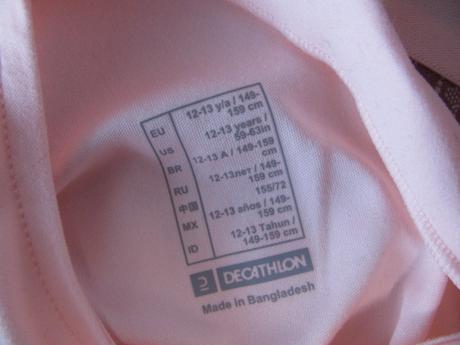 EU 12-13 y/a / 149-
159 cm
US 12-13 years /
59-63in
BR 12-13 A / 149-159
cm
RU 12-13лет / 149-
159 cm
中国 155/72
MX 12-13 años / 149-
159 cm
ID 12-13 Tahun /
149-159 cm
DECATHLON
Made in Bangladesh